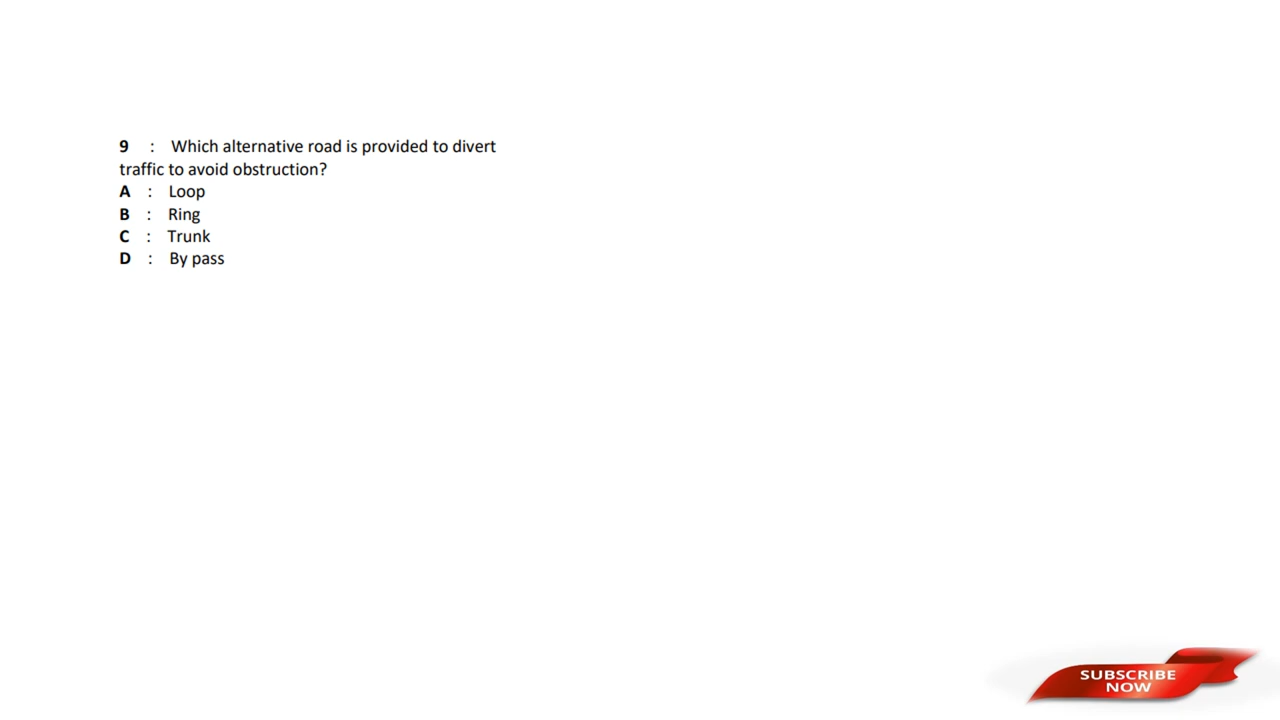 9 : Which alternative road is provided to divert
traffic to avoid obstruction?
A : Loop
B : Ring
C : Trunk
D : By pass
SUBSCRIBE
NOW